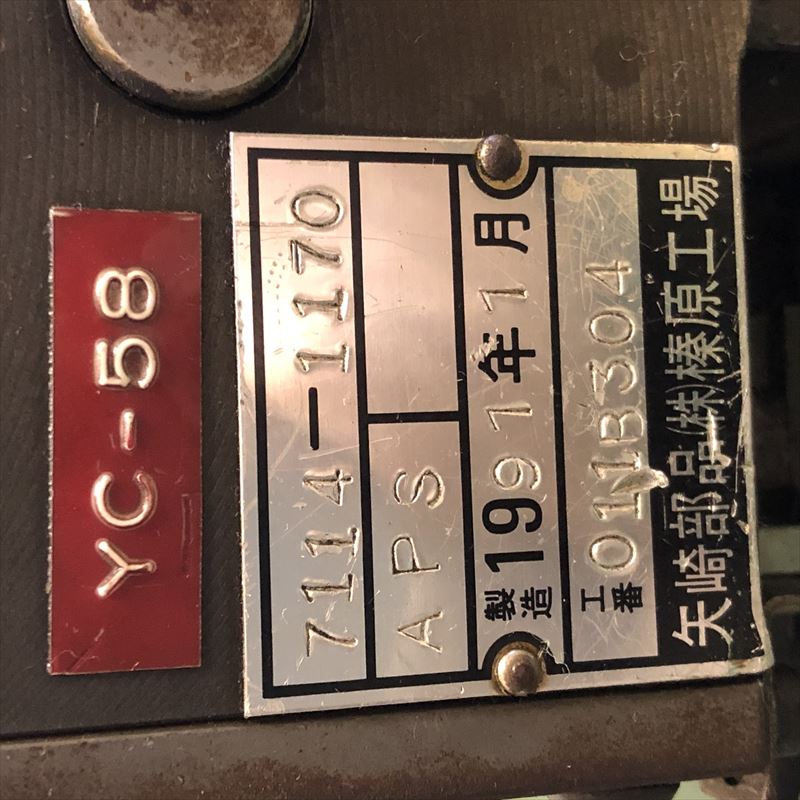 YC-58
7114-1170
APS
製造 1991年1月
工番 011B304
矢崎部品(株)榛原工場